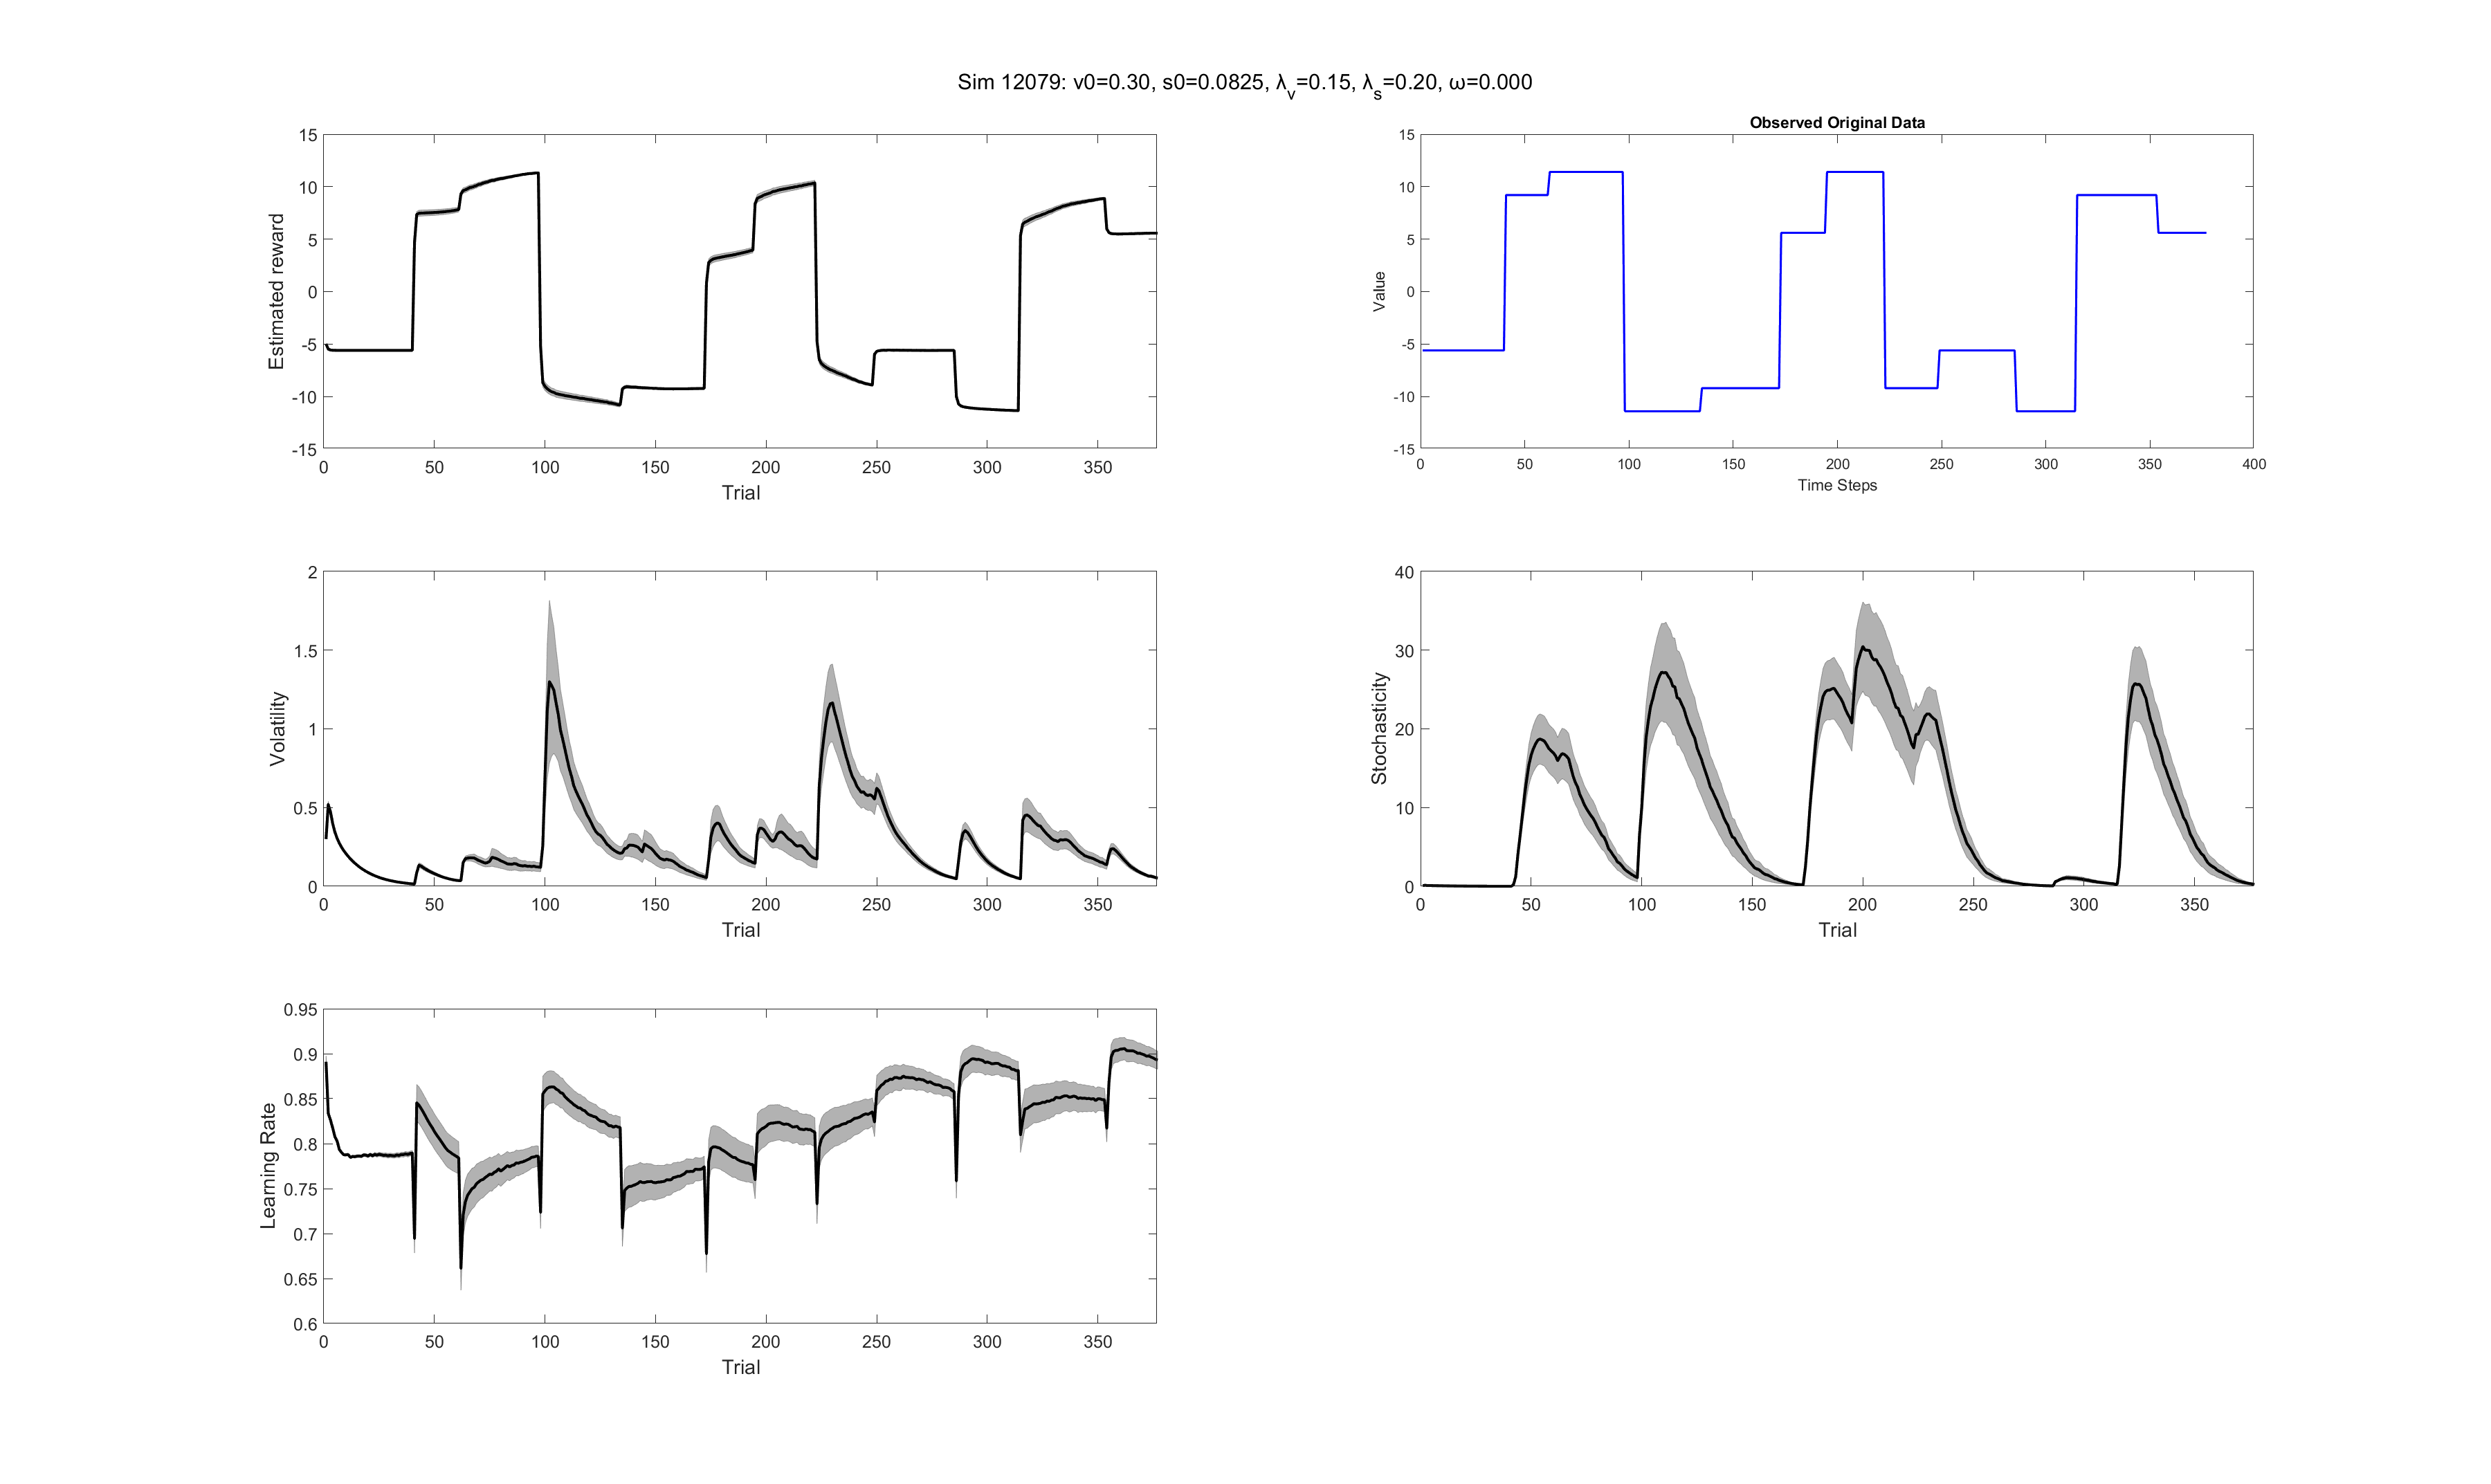 Sim 12079: v0=0.30, s0=0.0825, λv=0.15, λs=0.20, ω=0.000
15
10
5
0
-5
-10
-15
Estimated reward
0 50 100 150 200 250 300 350
Trial
Observed Original Data
15
10
5
0
-5
-10
-15
Value
0 50 100 150 200 250 300 350 400
Time Steps
2
1.5
1
0.5
0
Volatility
0 50 100 150 200 250 300 350
Trial
40
30
20
10
0
Stochasticity
0 50 100 150 200 250 300 350
Trial
0.95
0.9
0.85
0.8
0.75
0.7
0.65
0.6
Learning Rate
0 50 100 150 200 250 300 350
Trial